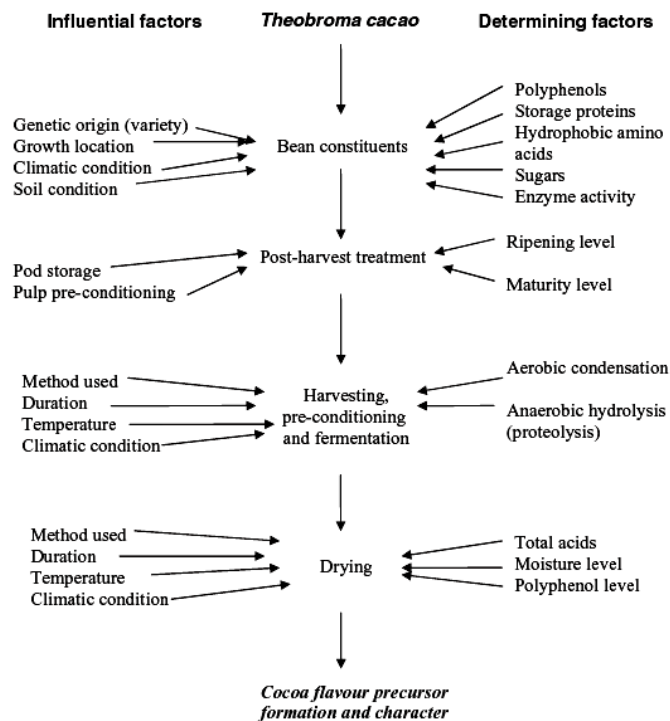 Influential factors
Theobroma cacao
Determining factors
Genetic origin (variety)
Growth location
Climatic condition
Soil condition
Bean constituents
Polyphenols
Storage proteins
Hydrophobic amino
acids
Sugars
Enzyme activity
Pod storage
Pulp pre-conditioning
Post-harvest treatment
Ripening level
Maturity level
Method used
Duration
Temperature
Climatic condition
Harvesting,
pre-conditioning
and fermentation
Aerobic condensation
Anaerobic hydrolysis
(proteolysis)
Method used
Duration
Temperature
Climatic condition
Drying
Total acids
Moisture level
Polyphenol level
Cocoa flavour precursor
formation and character